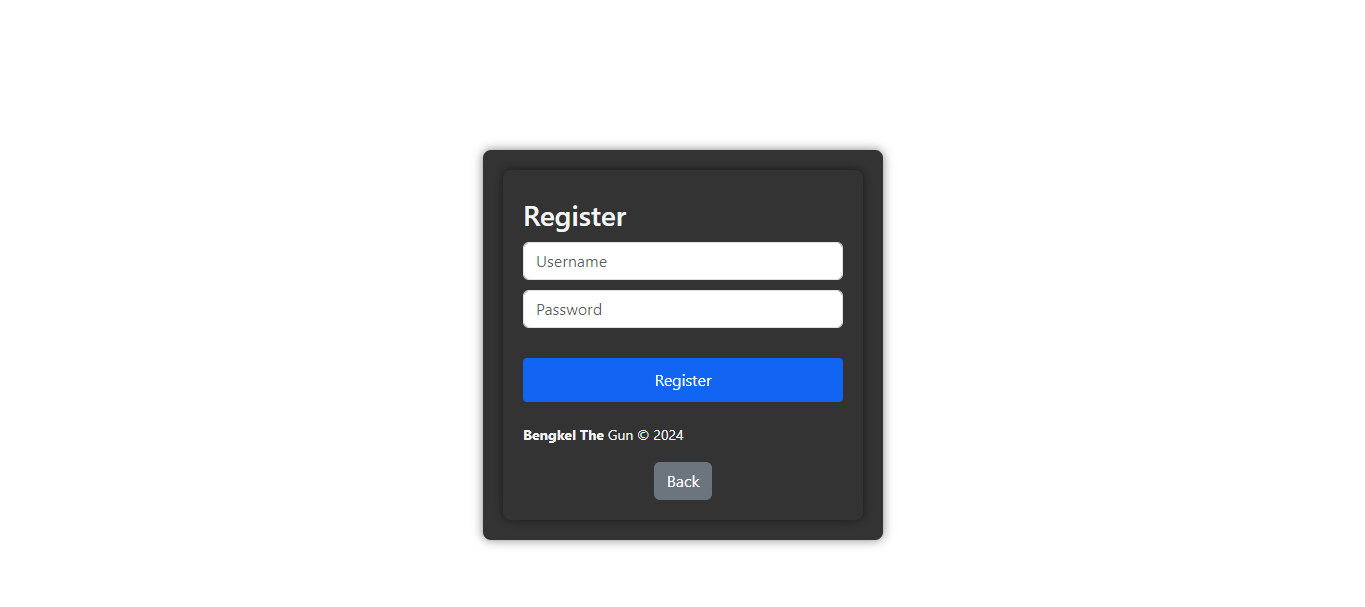 Register
Username
Password
Register
Bengkel The Gun © 2024
Back